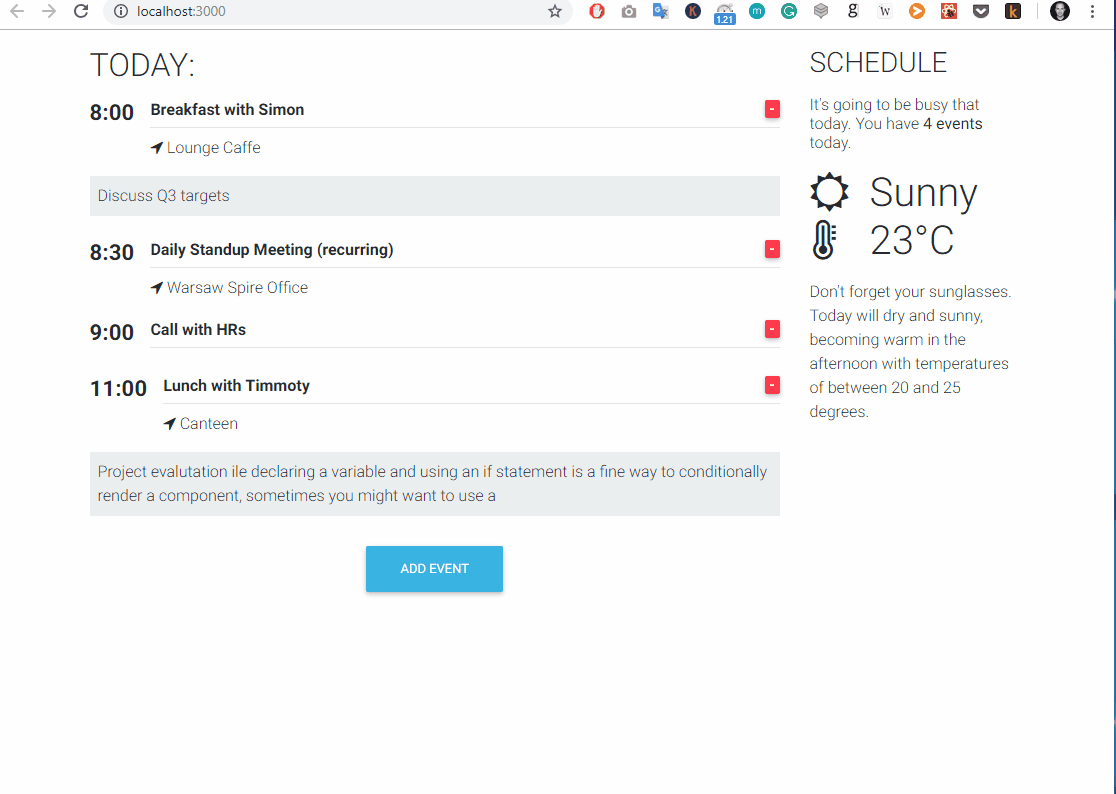 localhost:3000
1.21
TODAY:
8:00 Breakfast with Simon -
Lounge Caffe
Discuss Q3 targets
8:30 Daily Standup Meeting (recurring) -
Warsaw Spire Office
9:00 Call with HRs -
11:00 Lunch with Timmoty -
Canteen
Project evalutation ile declaring a variable and using an if statement is a fine way to conditionally
render a component, sometimes you might want to use a
ADD EVENT
SCHEDULE
It's going to be busy that
today. You have 4 events
today.
Sunny
23°C
Don't forget your sunglasses.
Today will dry and sunny,
becoming warm in the
afternoon with temperatures
of between 20 and 25
degrees.